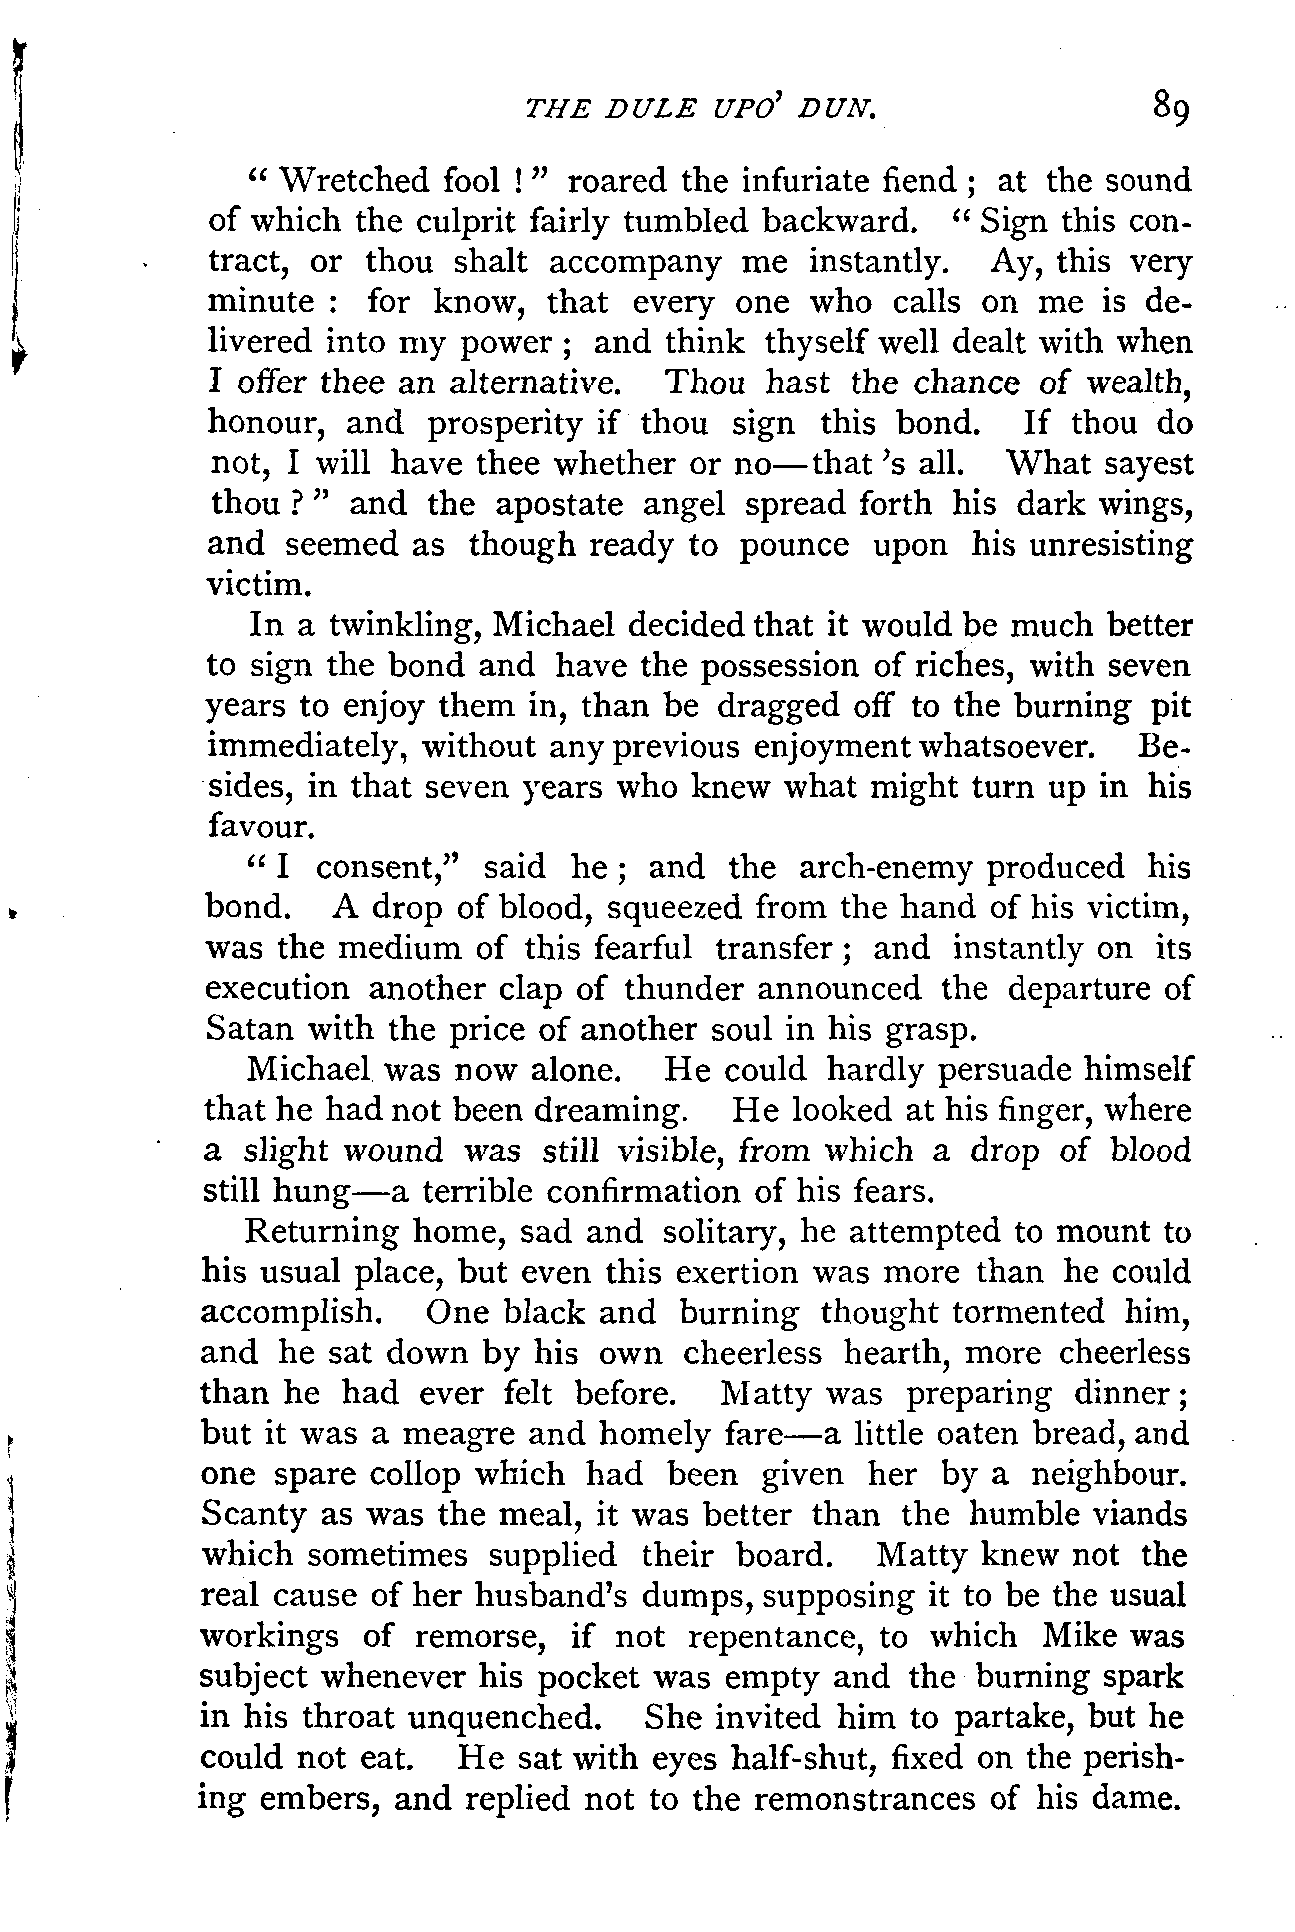 THE DULE UPO' DUN. 89
“ Wretched fool ! ” roared the infuriate fiend ; at the sound
of which the culprit fairly tumbled backward. “ Sign this con-
tract, or thou shalt accompany me instantly. Ay, this very
minute : for know, that every one who calls on me is de-
livered into my power ; and think thyself well dealt with when
I offer thee an alternative. Thou hast the chance of wealth,
honour, and prosperity if thou sign this bond. If thou do
not, I will have thee whether or no—that 's all. What sayest
thou ? ” and the apostate angel spread forth his dark wings,
and seemed as though ready to pounce upon his unresisting
victim.
In a twinkling, Michael decided that it would be much better
to sign the bond and have the possession of riches, with seven
years to enjoy them in, than be dragged off to the burning pit
immediately, without any previous enjoyment whatsoever. Be-
sides, in that seven years who knew what might turn up in his
favour.
“ I consent,” said he ; and the arch-enemy produced his
bond. A drop of blood, squeezed from the hand of his victim,
was the medium of this fearful transfer ; and instantly on its
execution another clap of thunder announced the departure of
Satan with the price of another soul in his grasp.
Michael was now alone. He could hardly persuade himself
that he had not been dreaming. He looked at his finger, where
a slight wound was still visible, from which a drop of blood
still hung—a terrible confirmation of his fears.
Returning home, sad and solitary, he attempted to mount to
his usual place, but even this exertion was more than he could
accomplish. One black and burning thought tormented him,
and he sat down by his own cheerless hearth, more cheerless
than he had ever felt before. Matty was preparing dinner ;
but it was a meagre and homely fare—a little oaten bread, and
one spare collop which had been given her by a neighbour.
Scanty as was the meal, it was better than the humble viands
which sometimes supplied their board. Matty knew not the
real cause of her husband's dumps, supposing it to be the usual
workings of remorse, if not repentance, to which Mike was
subject whenever his pocket was empty and the burning spark
in his throat unquenched. She invited him to partake, but he
could not eat. He sat with eyes half-shut, fixed on the perish-
ing embers, and replied not to the remonstrances of his dame.